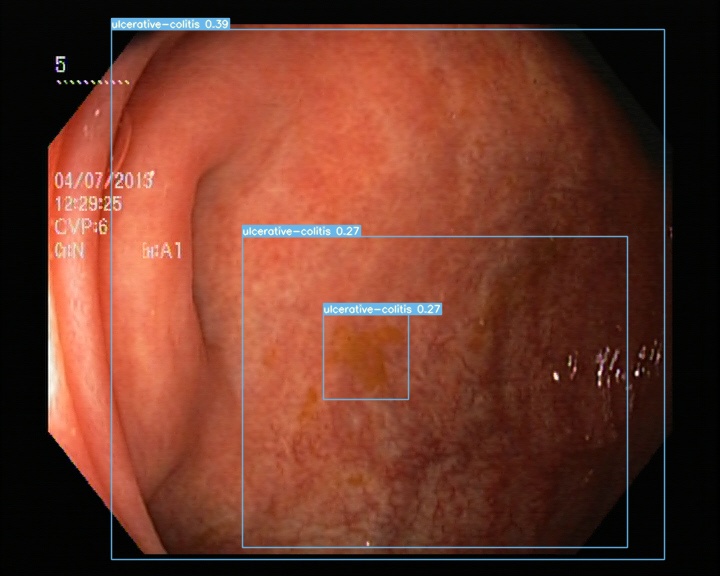 ulcerative-colitis 0.39
5
04/07/2013
12:29:25
CVP:6
ulcerative-colitis 0.27
ulcerative-colitis 0.27